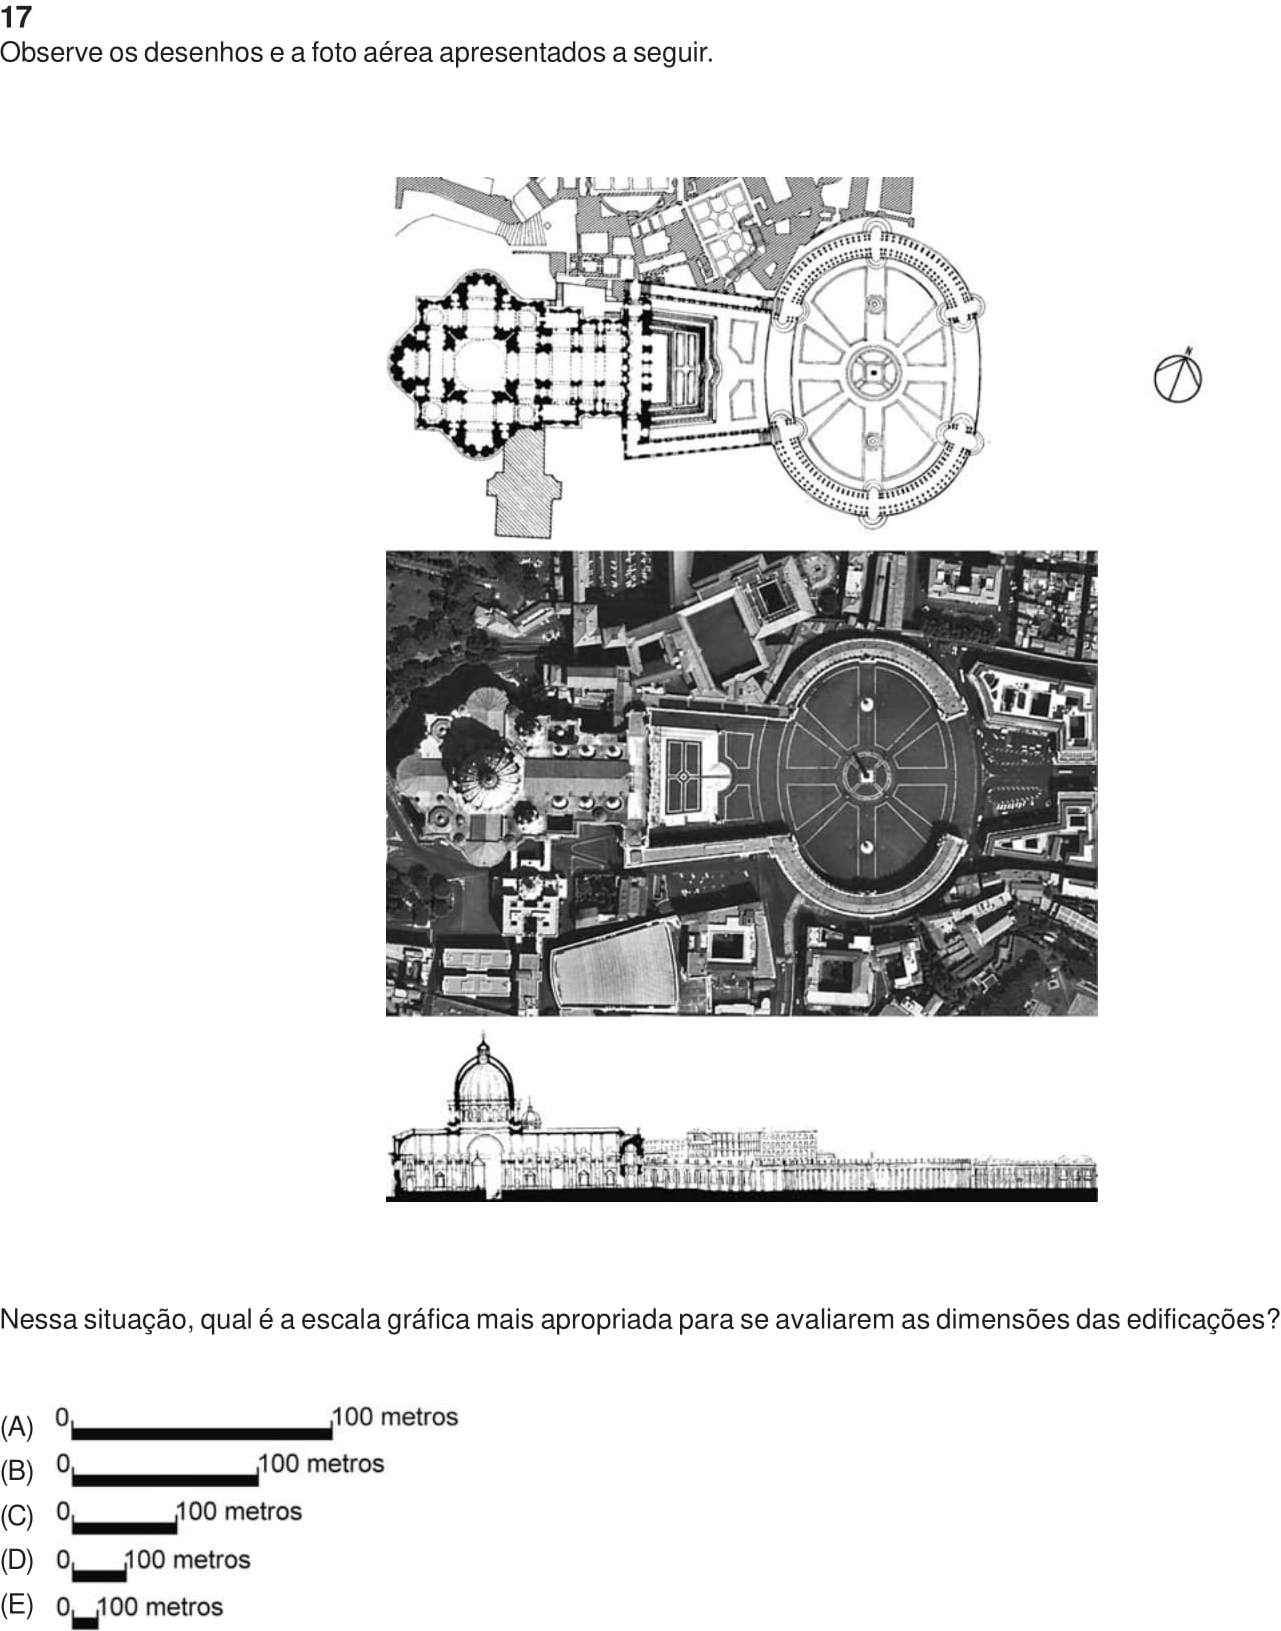 17
Observe os desenhos e a foto aérea apresentados a seguir.
N
Nessa situação, qual é a escala gráfica mais apropriada para se avaliarem as dimensões das edificações?
(A) 0 100 metros
(B) 0 100 metros
(C) 0 100 metros
(D) 0 100 metros
(E) 0 100 metros